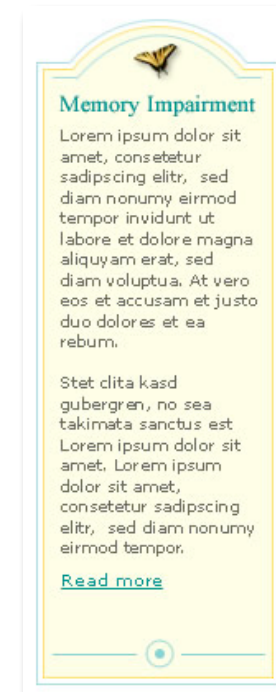 Memory Impairment
Lorem ipsum dolor sit
amet, consetetur
sadipscing elitr,  sed
diam nonumy eirmod
tempor invidunt ut
labore et dolore magna
aliquyam erat, sed
diam voluptua. At vero
eos et accusam et justo
duo dolores et ea
rebum.

Stet clita kasd
gubergren, no sea
takimata sanctus est
Lorem ipsum dolor sit
amet. Lorem ipsum
dolor sit amet,
consetetur sadipscing
elitr,  sed diam nonumy
eirmod tempor.
Read more